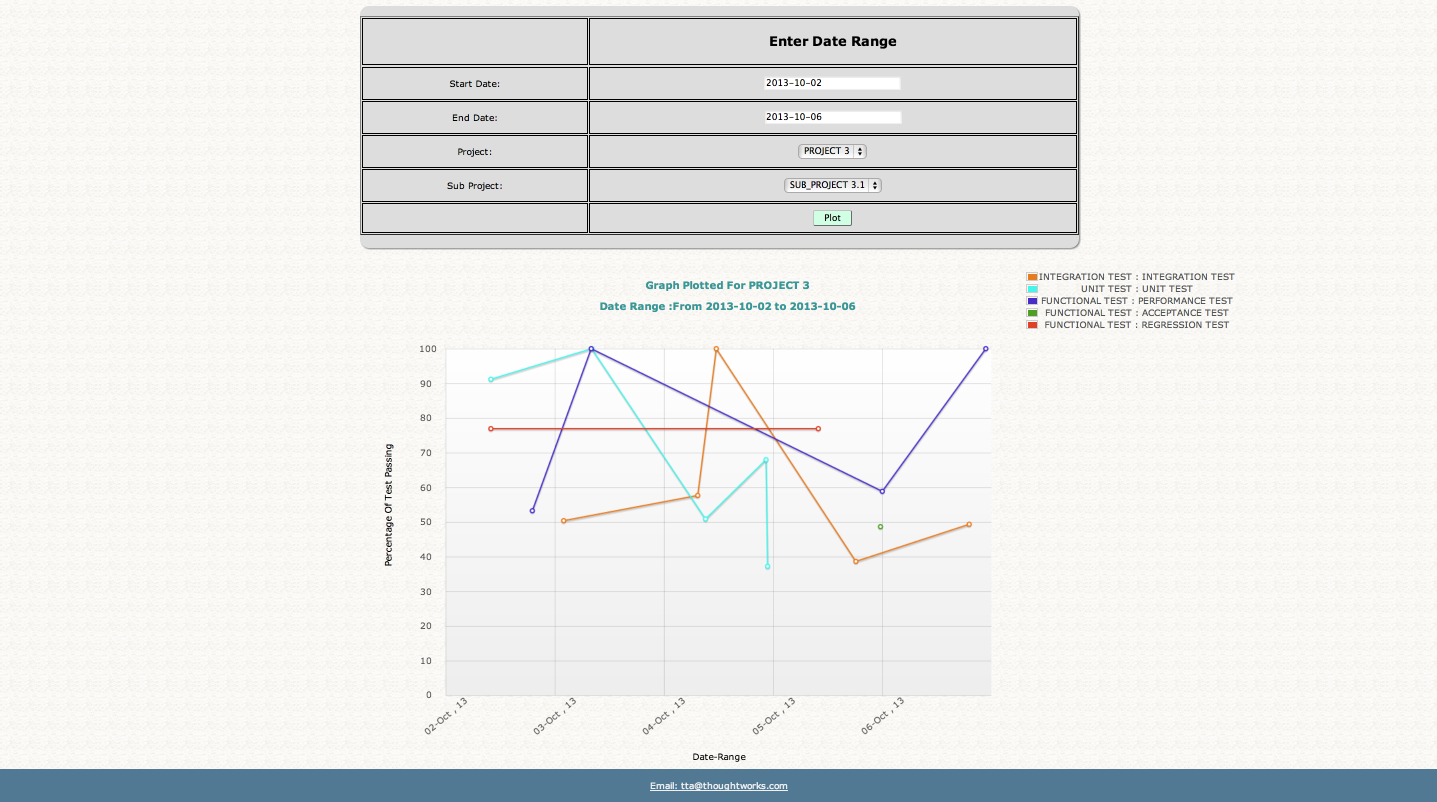 Enter Date Range
Start Date: 2013-10-02
End Date: 2013-10-06
Project: PROJECT 3
Sub Project: SUB_PROJECT 3.1
Plot
Graph Plotted For PROJECT 3
Date Range :From 2013-10-02 to 2013-10-06
INTEGRATION TEST : INTEGRATION TEST
UNIT TEST : UNIT TEST
FUNCTIONAL TEST : PERFORMANCE TEST
FUNCTIONAL TEST : ACCEPTANCE TEST
FUNCTIONAL TEST : REGRESSION TEST
Percentage Of Test Passing
100
90
80
70
60
50
40
30
20
10
0
02-Oct , 13
03-Oct , 13
04-Oct , 13
05-Oct , 13
06-Oct , 13
Date-Range
Email: tta@thoughtworks.com